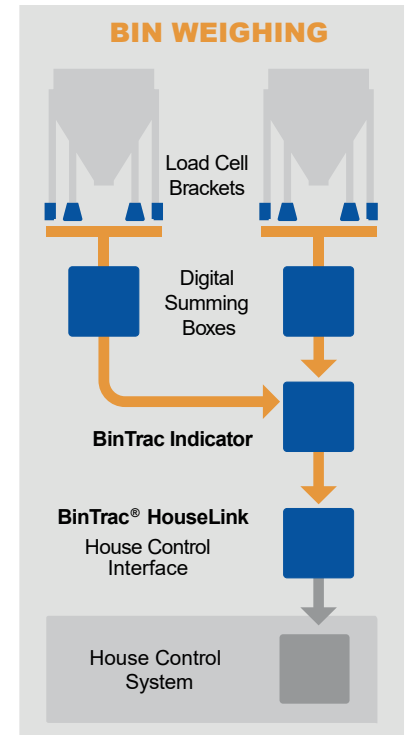 BIN WEIGHING
Load Cell
Brackets
Digital
Summing
Boxes
BinTrac Indicator
BinTrac® HouseLink
House Control
Interface
House Control
System